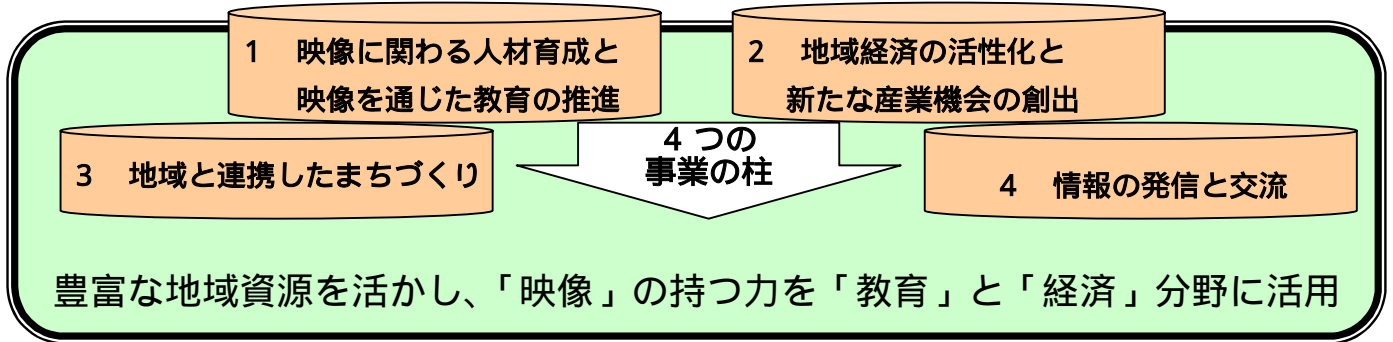 1 映像に関わる人材育成と
映像を通じた教育の推進
2 地域経済の活性化と
新たな産業機会の創出
3 地域と連携したまちづくり
4つの
事業の柱
4 情報の発信と交流
豊富な地域資源を活かし、「映像」の持つ力を「教育」と「経済」分野に活用